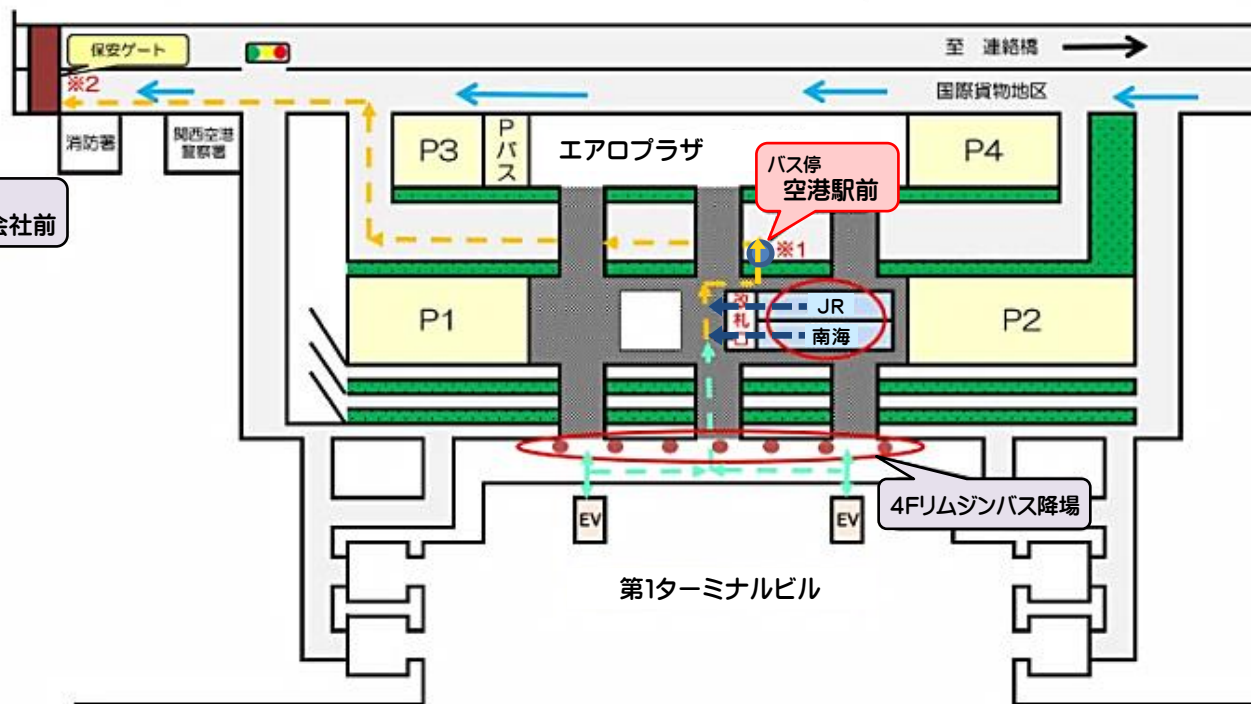 保安ゲート
至 連絡橋
※2
国際貨物地区
消防署
関西空港
警察署
P3
Pバス
エアロプラザ
P4
バス停
空港駅前
会社前
※1
P1
改札口
JR
南海
P2
4Fリムジンバス降場
EV
EV
第1ターミナルビル